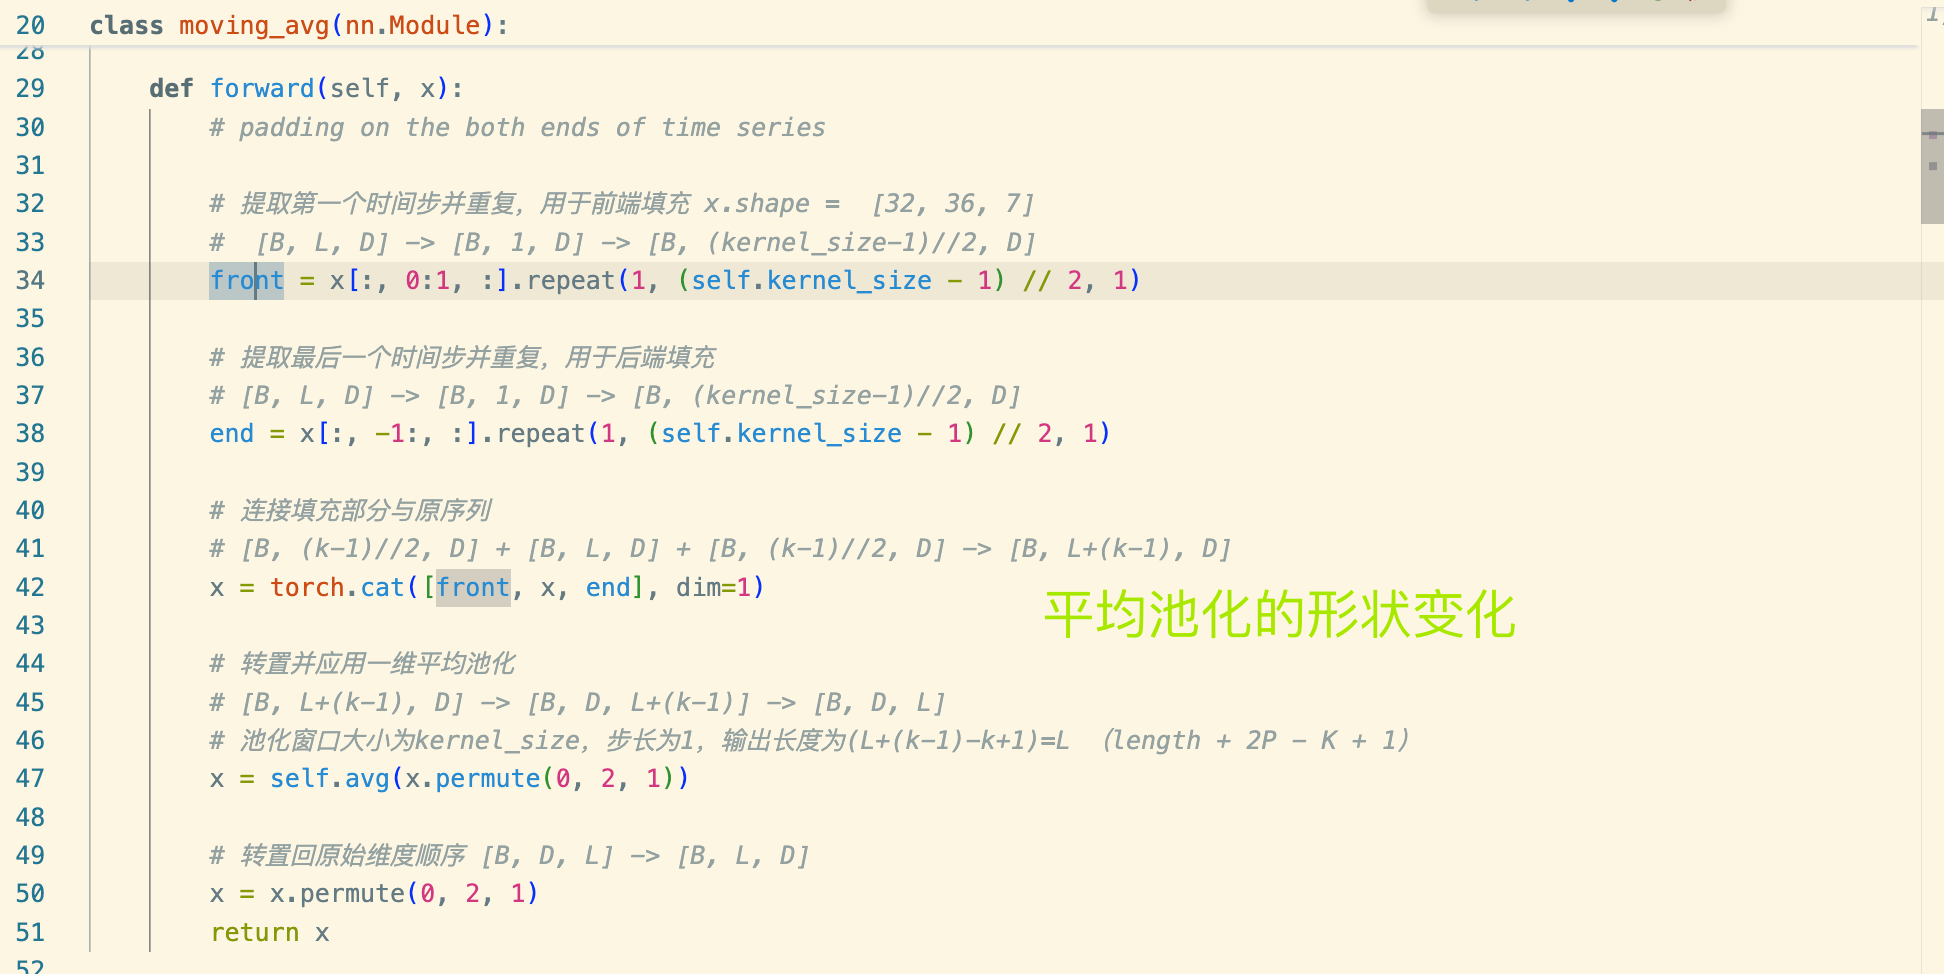 20 class moving_avg(nn.Module):
28
29 def forward(self, x):
30 # padding on the both ends of time series
31
32 # 提取第一个时间步并重复，用于前端填充 x.shape =  [32, 36, 7]
33 #  [B, L, D] -> [B, 1, D] -> [B, (kernel_size-1)//2, D]
34 front = x[:, 0:1, :].repeat(1, (self.kernel_size - 1) // 2, 1)
35
36 # 提取最后一个时间步并重复，用于后端填充
37 # [B, L, D] -> [B, 1, D] -> [B, (kernel_size-1)//2, D]
38 end = x[:, -1:, :].repeat(1, (self.kernel_size - 1) // 2, 1)
39
40 # 连接填充部分与原序列
41 # [B, (k-1)//2, D] + [B, L, D] + [B, (k-1)//2, D] -> [B, L+(k-1), D]
42 x = torch.cat([front, x, end], dim=1)
平均池化的形状变化
43
44 # 转置并应用一维平均池化
45 # [B, L+(k-1), D] -> [B, D, L+(k-1)] -> [B, D, L]
46 # 池化窗口大小为kernel_size，步长为1，输出长度为(L+(k-1)-k+1)=L （length + 2P - K + 1）
47 x = self.avg(x.permute(0, 2, 1))
48
49 # 转置回原始维度顺序 [B, D, L] -> [B, L, D]
50 x = x.permute(0, 2, 1)
51 return x
52